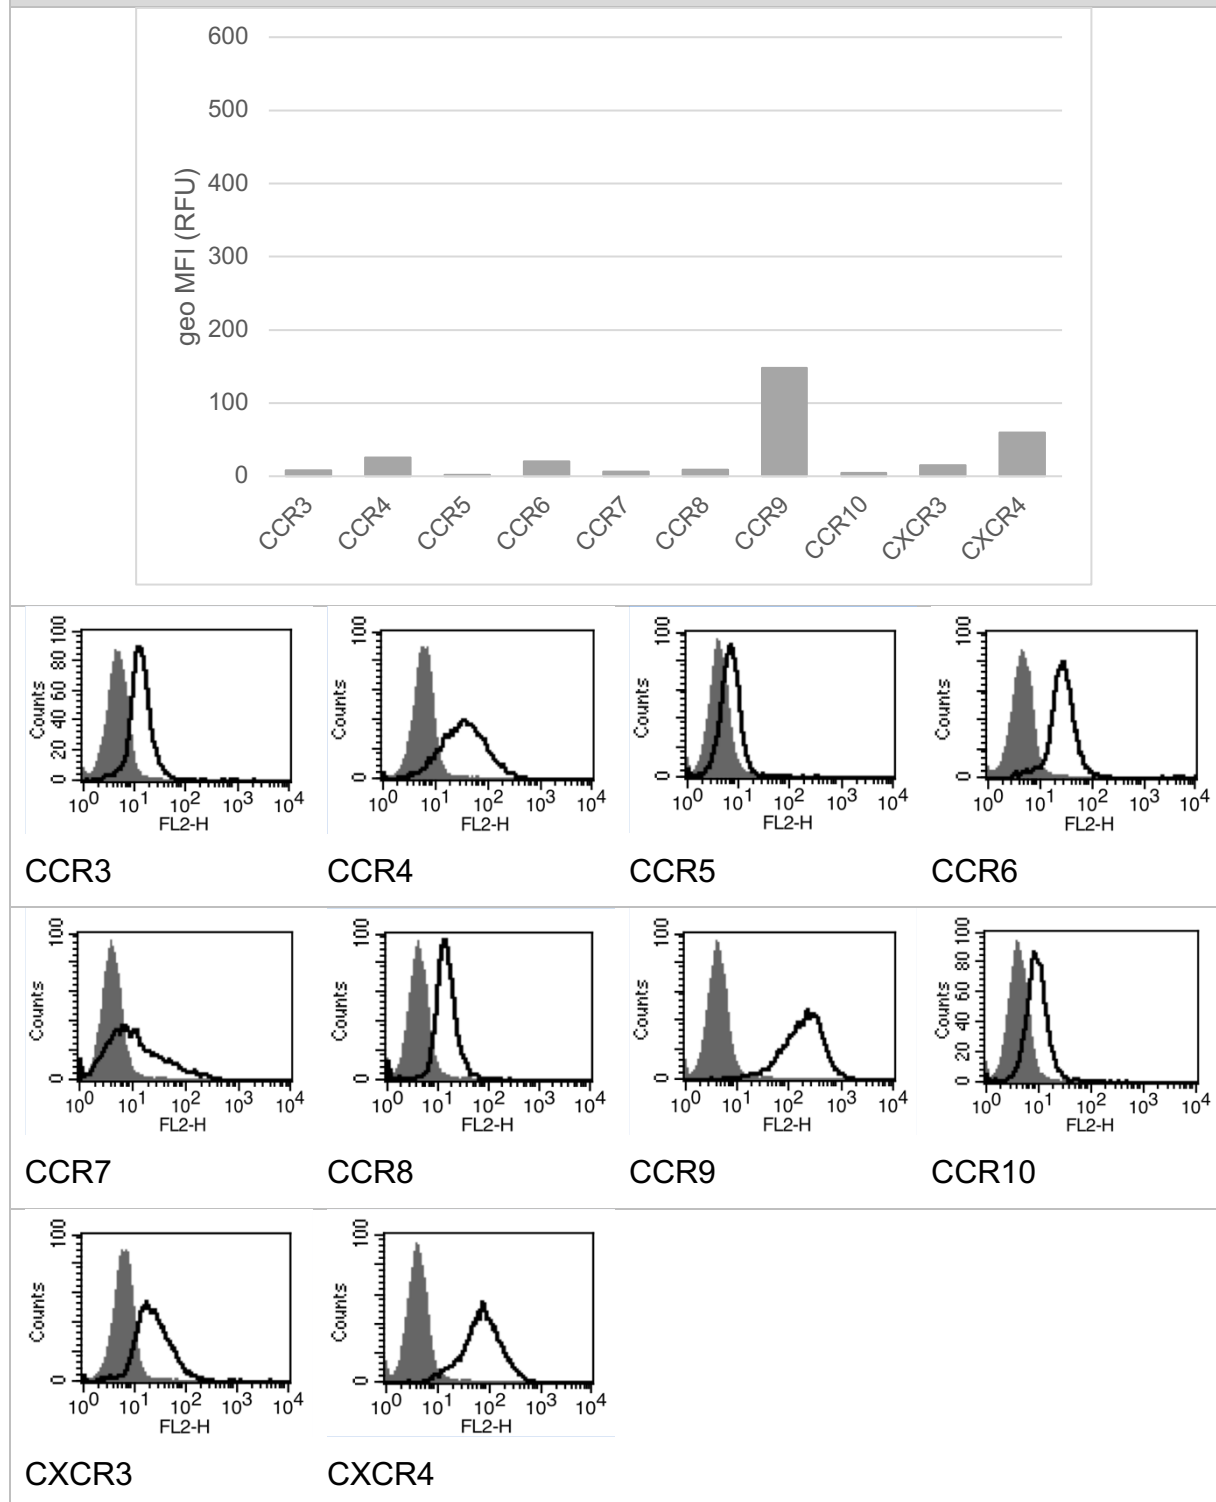 600
500
400
300
200
100
0
geo MFI (RFU)
CCR3 CCR4 CCR5 CCR6 CCR7 CCR8 CCR9 CCR10 CXCR3 CXCR4
100
80
60
40
20
0
Counts
10^0 10^1 10^2 10^3 10^4
FL2-H
CCR3
100
0
Counts
10^0 10^1 10^2 10^3 10^4
FL2-H
CCR4
100
0
Counts
10^0 10^1 10^2 10^3 10^4
FL2-H
CCR5
100
0
Counts
10^0 10^1 10^2 10^3 10^4
FL2-H
CCR6
100
0
Counts
10^0 10^1 10^2 10^3 10^4
FL2-H
CCR7
100
0
Counts
10^0 10^1 10^2 10^3 10^4
FL2-H
CCR8
100
0
Counts
10^0 10^1 10^2 10^3 10^4
FL2-H
CCR9
100
80
60
40
20
0
Counts
10^0 10^1 10^2 10^3 10^4
FL2-H
CCR10
100
0
Counts
10^0 10^1 10^2 10^3 10^4
FL2-H
CXCR3
100
0
Counts
10^0 10^1 10^2 10^3 10^4
FL2-H
CXCR4